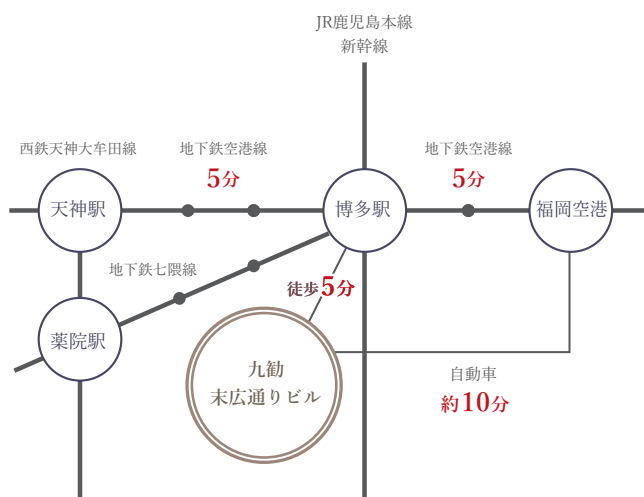 JR鹿児島本線
新幹線
西鉄天神大牟田線
地下鉄空港線
5分
地下鉄空港線
5分
天神駅
博多駅
福岡空港
地下鉄七隈線
徒歩5分
薬院駅
九勧
末広通りビル
自動車
約10分